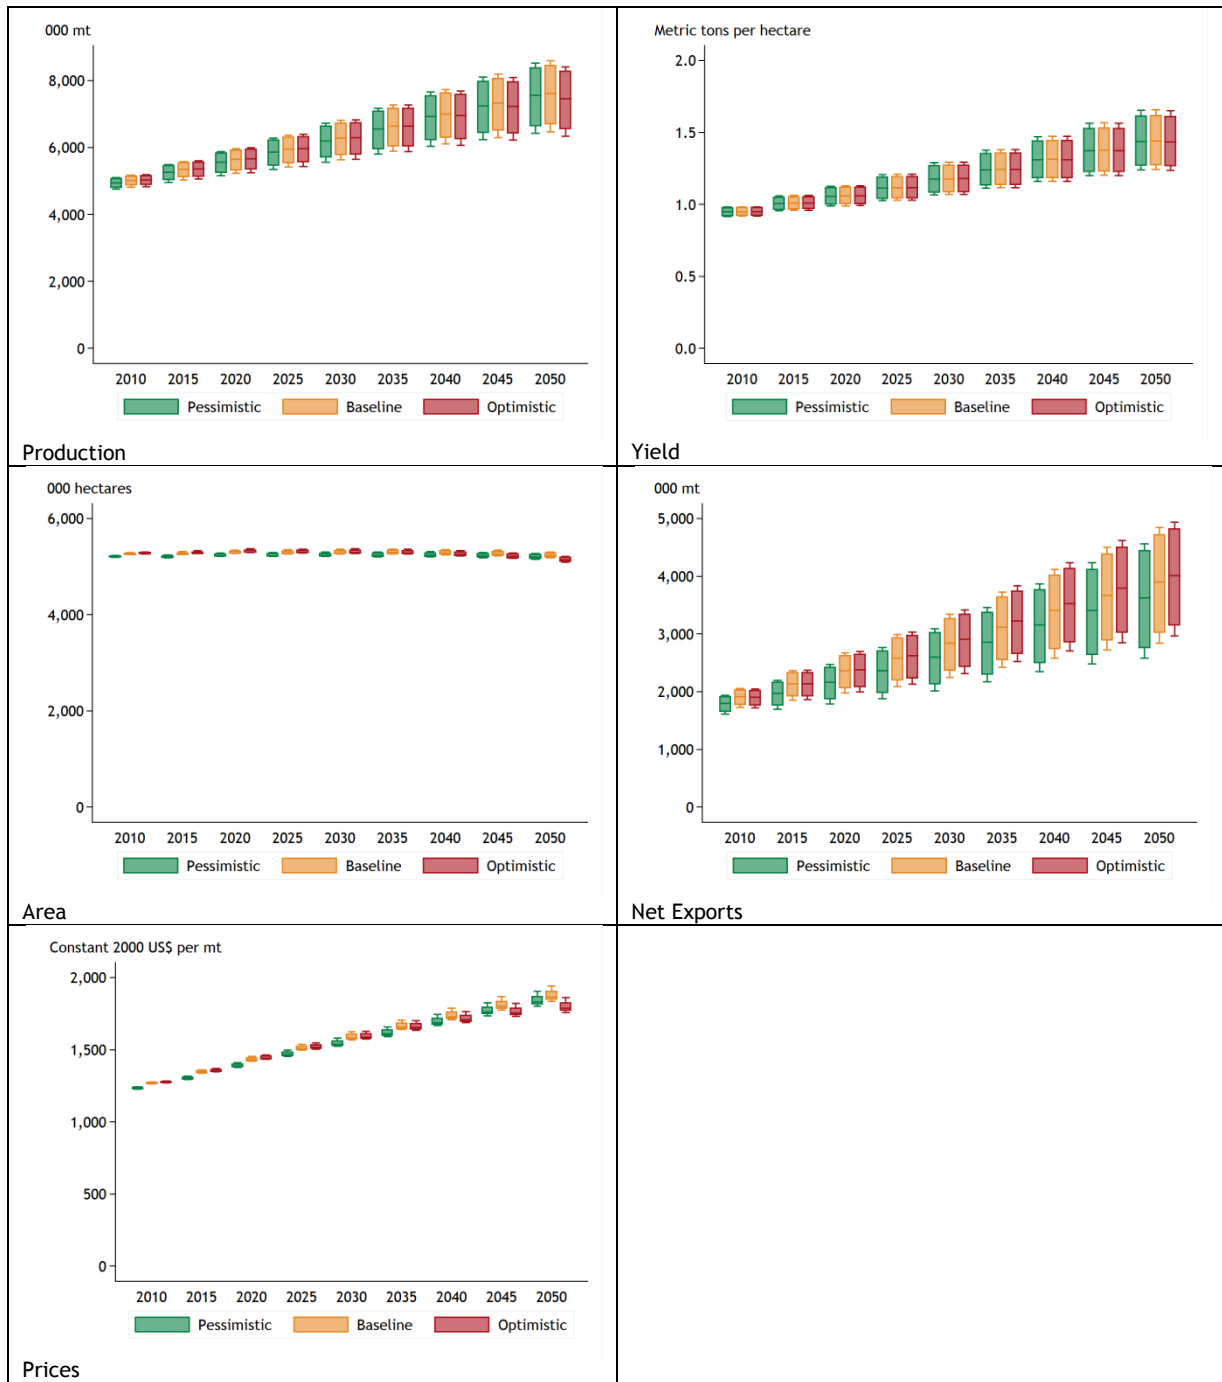 000 mt
8,000
6,000
4,000
2,000
0
2010 2015 2020 2025 2030 2035 2040 2045 2050
Pessimistic Baseline Optimistic
Production
Metric tons per hectare
2.0
1.5
1.0
0.5
0.0
2010 2015 2020 2025 2030 2035 2040 2045 2050
Pessimistic Baseline Optimistic
Yield
000 hectares
6,000
4,000
2,000
0
2010 2015 2020 2025 2030 2035 2040 2045 2050
Pessimistic Baseline Optimistic
Area
000 mt
5,000
4,000
3,000
2,000
1,000
0
2010 2015 2020 2025 2030 2035 2040 2045 2050
Pessimistic Baseline Optimistic
Net Exports
Constant 2000 US$ per mt
2,000
1,500
1,000
500
0
2010 2015 2020 2025 2030 2035 2040 2045 2050
Pessimistic Baseline Optimistic
Prices